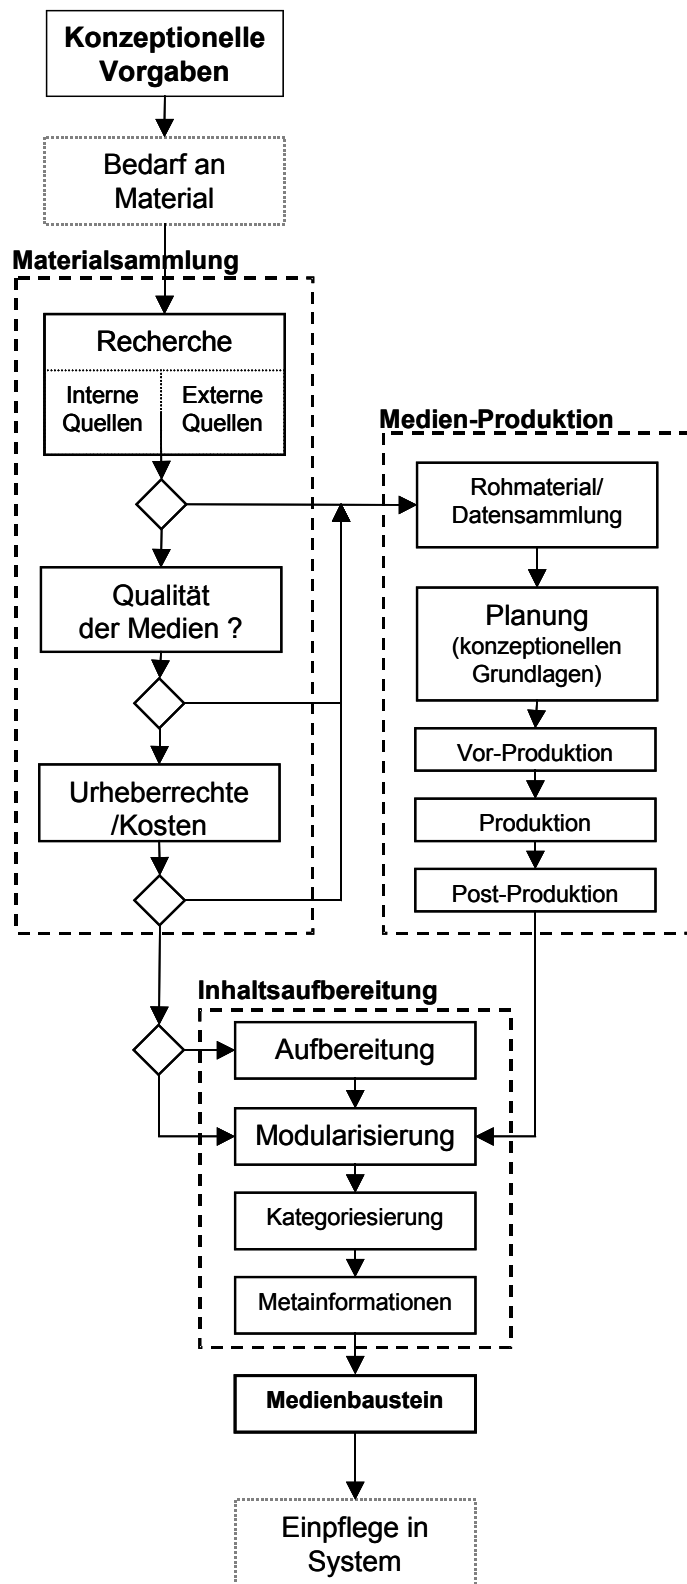 Konzeptionelle
Vorgaben
Bedarf an
Material
Materialsammlung
Recherche
Interne
Quellen
Externe
Quellen
Qualität
der Medien ?
Urheberrechte
/Kosten
Medien-Produktion
Rohmaterial/
Datensammlung
Planung
(konzeptionellen
Grundlagen)
Vor-Produktion
Produktion
Post-Produktion
Inhaltsaufbereitung
Aufbereitung
Modularisierung
Kategoriesierung
Metainformationen
Medienbaustein
Einpflege in
System